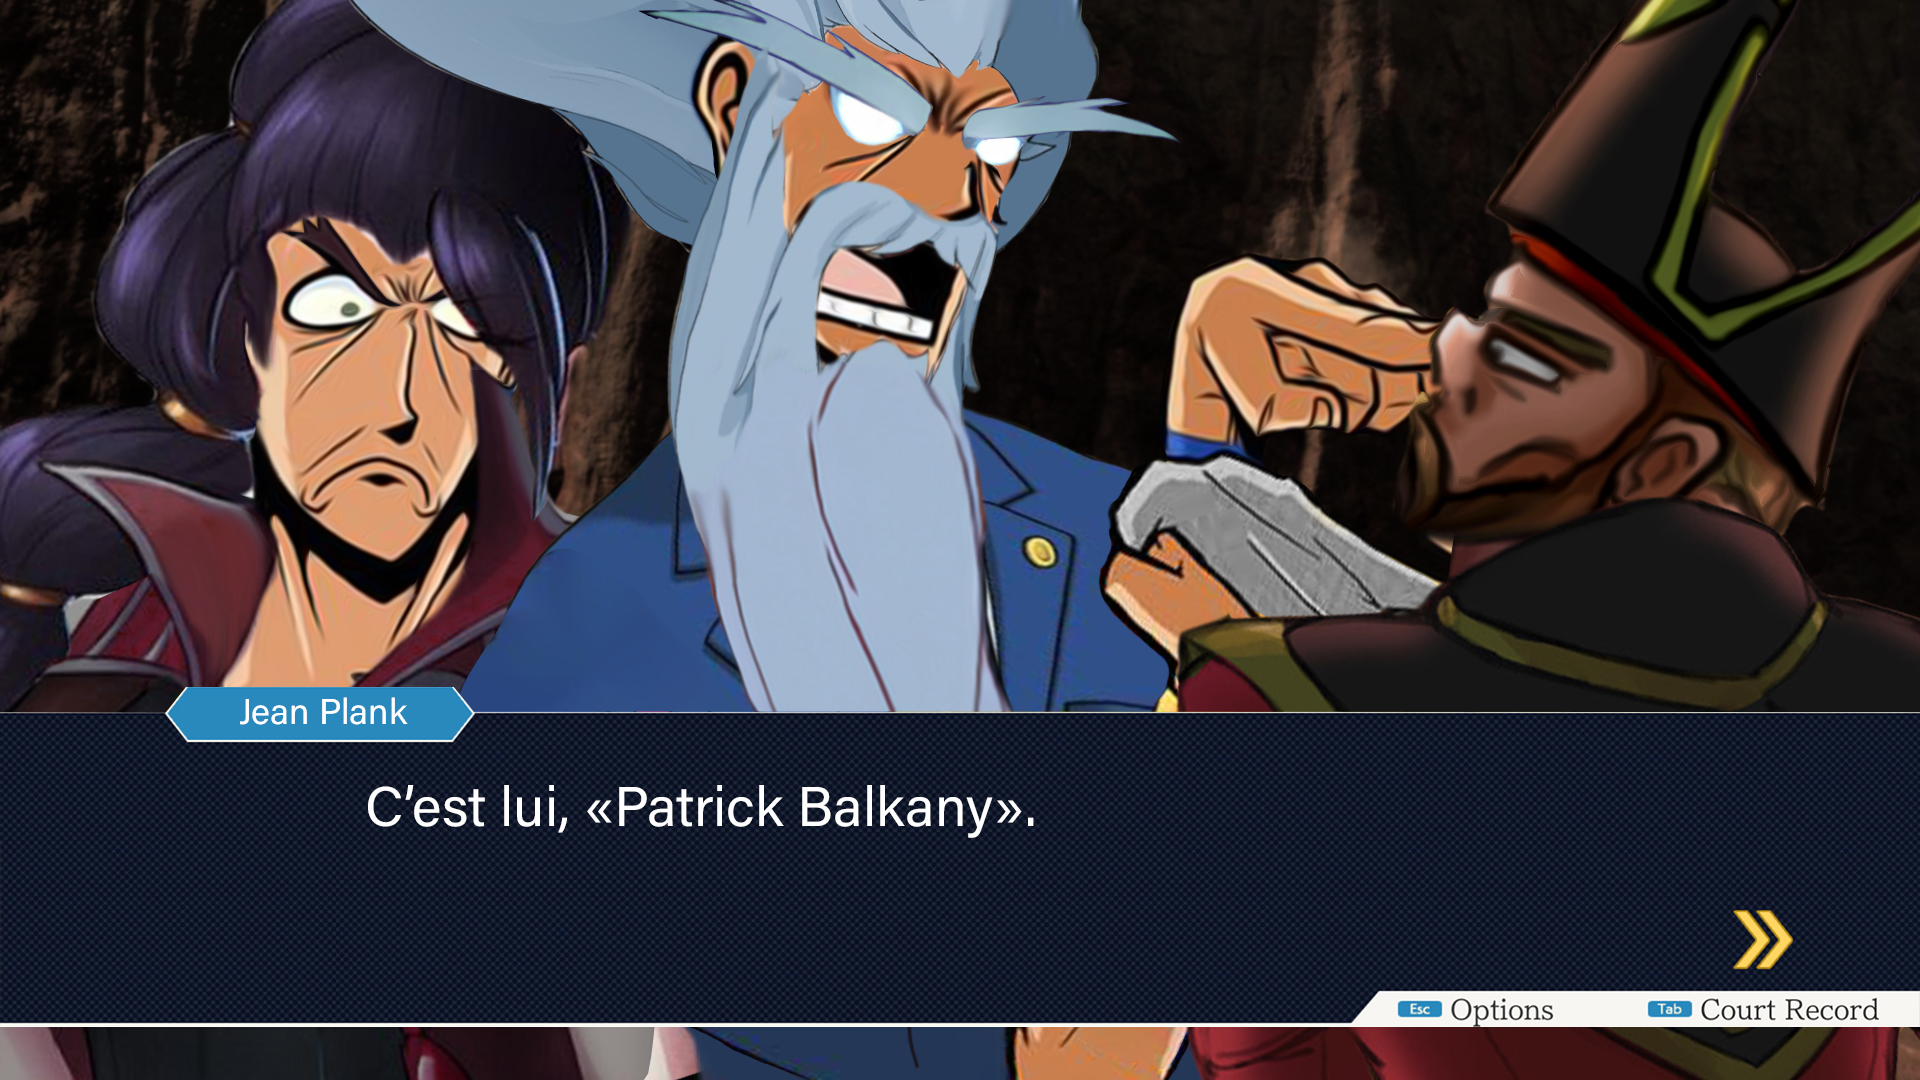 Jean Plank
C'est lui, «Patrick Balkany».
Esc Options
Tab Court Record